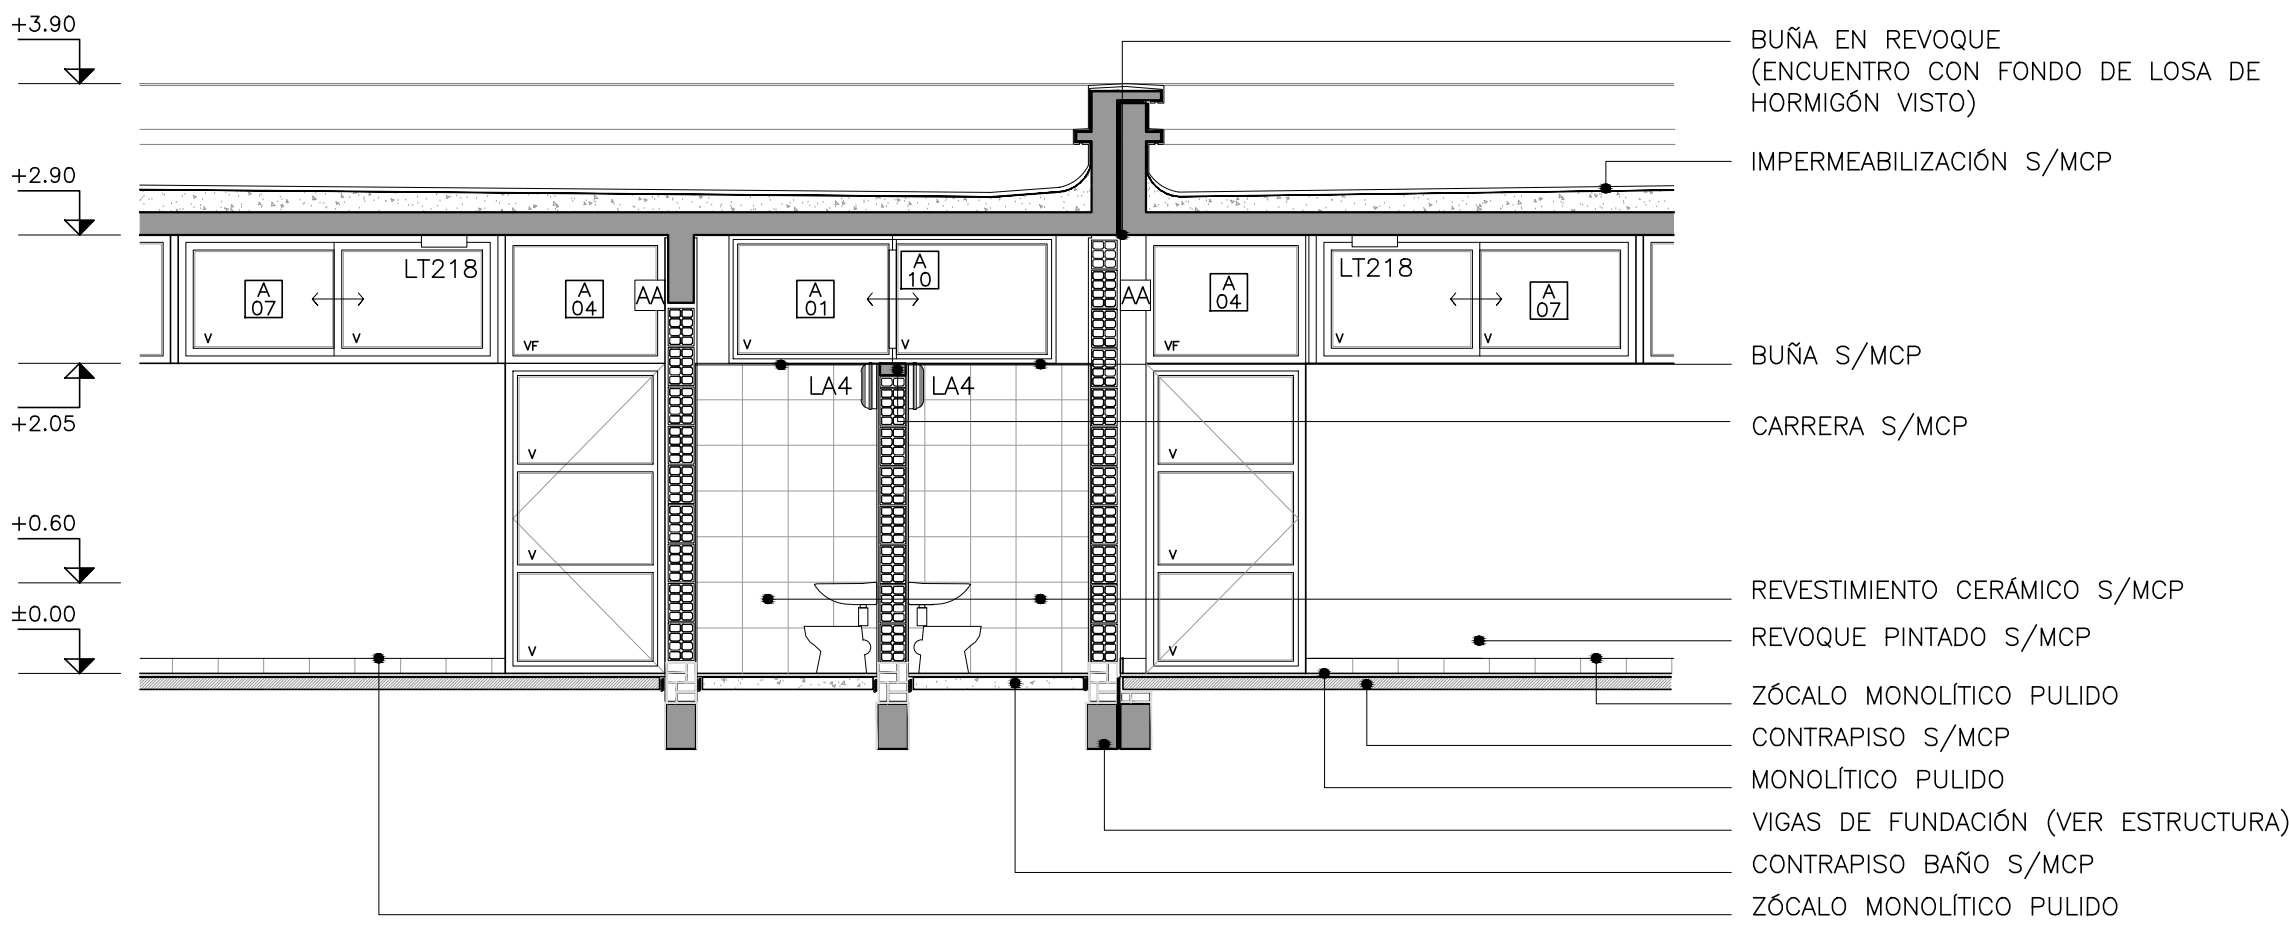 +3.90
+2.90
+2.05
+0.60
±0.00
A
07
LT218
A
04
VF
AA
A
01
A
10
AA
A
04
VF
LT218
A
07
V
V
V
V
V
V
LA4
LA4
V
V
V
V
V
V
BUÑA EN REVOQUE
(ENCUENTRO CON FONDO DE LOSA DE
HORMIGÓN VISTO)
IMPERMEABILIZACIÓN S/MCP
BUÑA S/MCP
CARRERA S/MCP
REVESTIMIENTO CERÁMICO S/MCP
REVOQUE PINTADO S/MCP
ZÓCALO MONOLÍTICO PULIDO
CONTRAPISO S/MCP
MONOLÍTICO PULIDO
VIGAS DE FUNDACIÓN (VER ESTRUCTURA)
CONTRAPISO BAÑO S/MCP
ZÓCALO MONOLÍTICO PULIDO